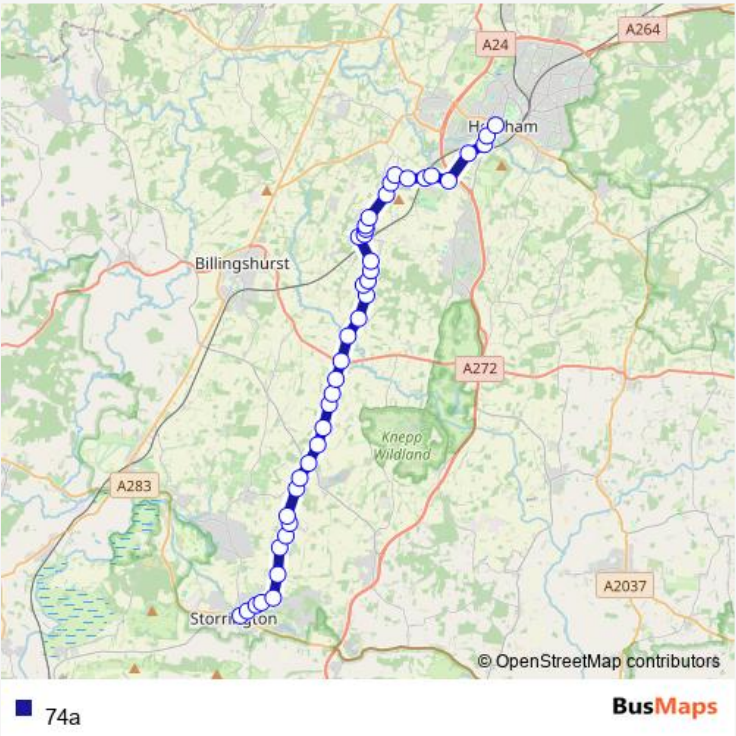 A264
A24
Horsham
Billingshurst
A272
Knepp
Wildland
A283
A2037
Storrington
© OpenStreetMap contributors
74a
BusMaps